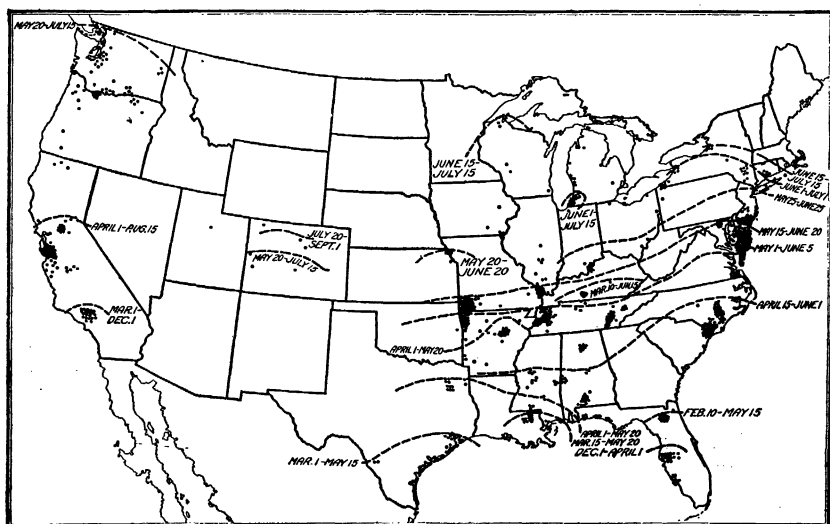 MAY 20-JULY 15
JUNE 15-
JULY 15
JUNE 1-
JULY 15
JUNE 15-
JULY 15
JUNE 1-JULY 1
MAY 25-JUNE 25
MAY 15-JUNE 20
MAY 1-JUNE 5
APRIL 1-AUG. 15
JULY 20-
SEPT. 1
MAY 20-JULY 15
MAY 20-
JUNE 20
MAR. 1-
DEC. 1
APRIL 15-JUNE 1
APRIL 1-MAY 20
FEB. 10-MAY 15
APRIL 1-MAY 20
MAR. 15-MAY 20
DEC. 1-APRIL 1
MAR. 1-MAY 15